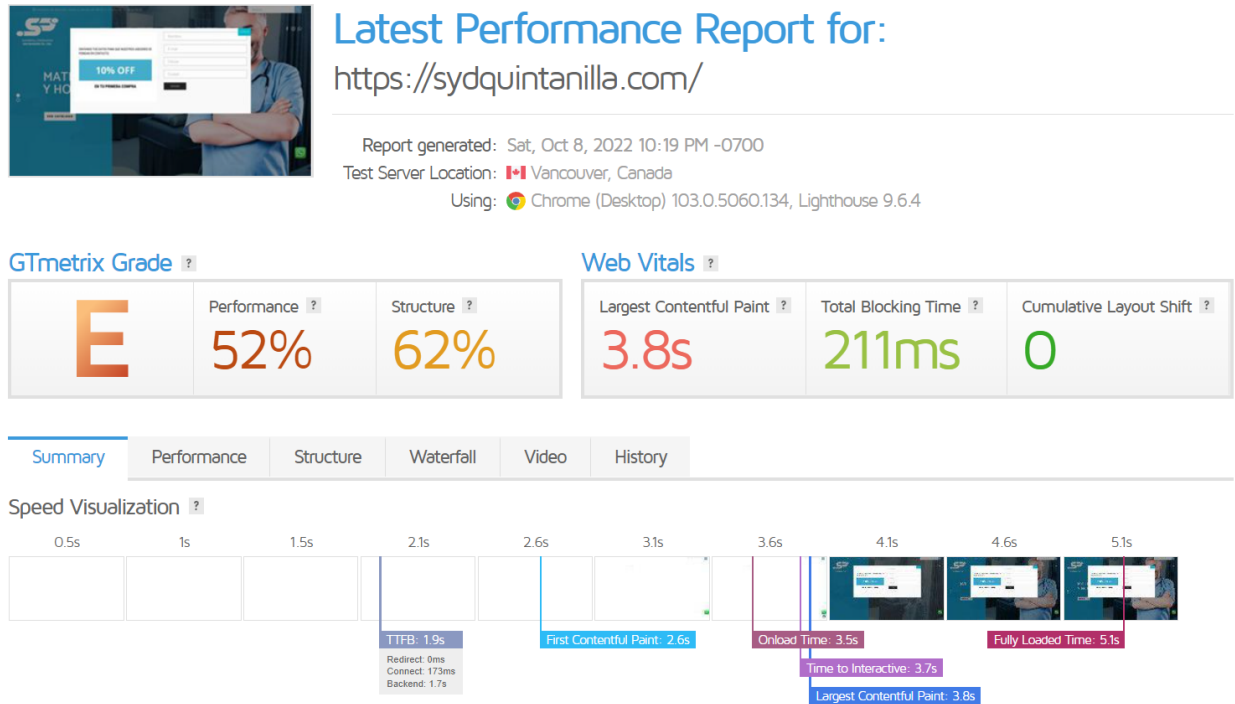 Latest Performance Report for:
https://sydquintanilla.com/
10% OFF
EN TU PRIMERA COMPRA
MAT
Y HO
Report generated: Sat, Oct 8, 2022 10:19 PM -0700
Test Server Location: Vancouver, Canada
Using: Chrome (Desktop) 103.0.5060.134, Lighthouse 9.6.4
GTmetrix Grade ?
Web Vitals ?
E
Performance ?
52%
Structure ?
62%
Largest Contentful Paint ?
3.8s
Total Blocking Time ?
211ms
Cumulative Layout Shift ?
0
Summary Performance Structure Waterfall Video History
Speed Visualization ?
0.5s 1s 1.5s 2.1s 2.6s 3.1s 3.6s 4.1s 4.6s 5.1s
TTFB: 1.9s
Redirect: 0ms
Connect: 173ms
Backend: 1.7s
First Contentful Paint: 2.6s
Onload Time: 3.5s
Fully Loaded Time: 5.1s
Time to Interactive: 3.7s
Largest Contentful Paint: 3.8s